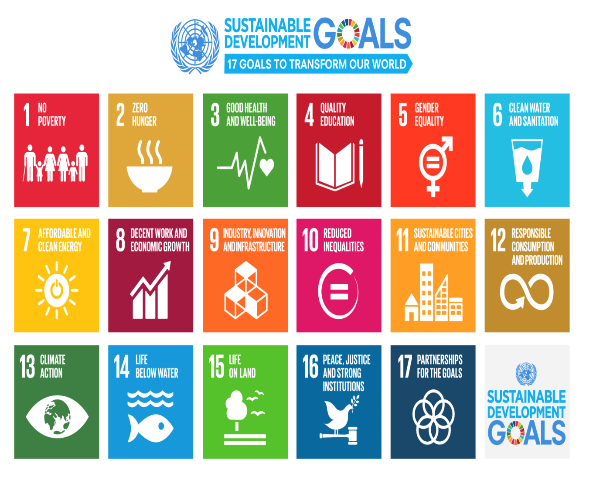 SUSTAINABLE
DEVELOPMENT
GOALS
17 GOALS TO TRANSFORM OUR WORLD
1 NO
POVERTY
2 ZERO
HUNGER
3 GOOD HEALTH
AND WELL-BEING
4 QUALITY
EDUCATION
5 GENDER
EQUALITY
6 CLEAN WATER
AND SANITATION
7 AFFORDABLE AND
CLEAN ENERGY
8 DECENT WORK AND
ECONOMIC GROWTH
9 INDUSTRY, INNOVATION
AND INFRASTRUCTURE
10 REDUCED
INEQUALITIES
11 SUSTAINABLE CITIES
AND COMMUNITIES
12 RESPONSIBLE
CONSUMPTION
AND PRODUCTION
13 CLIMATE
ACTION
14 LIFE
BELOW WATER
15 LIFE
ON LAND
16 PEACE, JUSTICE
AND STRONG
INSTITUTIONS
17 PARTNERSHIPS
FOR THE GOALS
SUSTAINABLE
DEVELOPMENT
GOALS